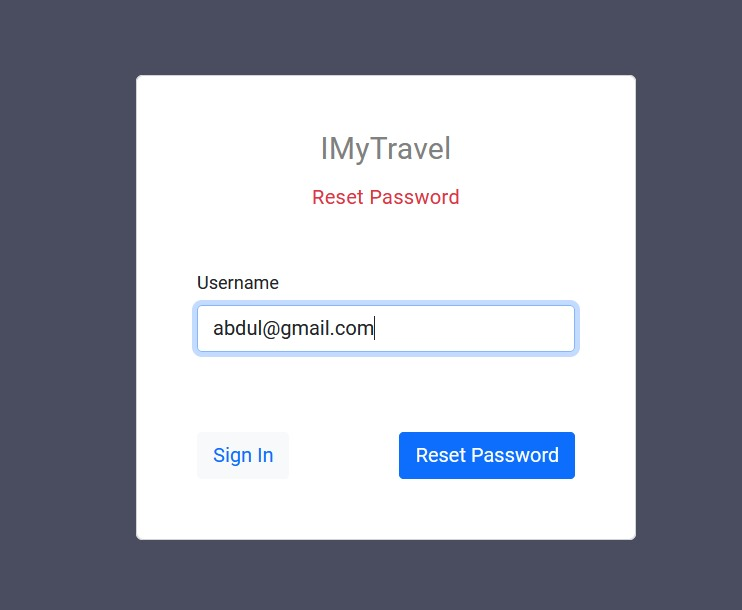 IMyTravel
Reset Password
Username
abdul@gmail.com
Sign In Reset Password